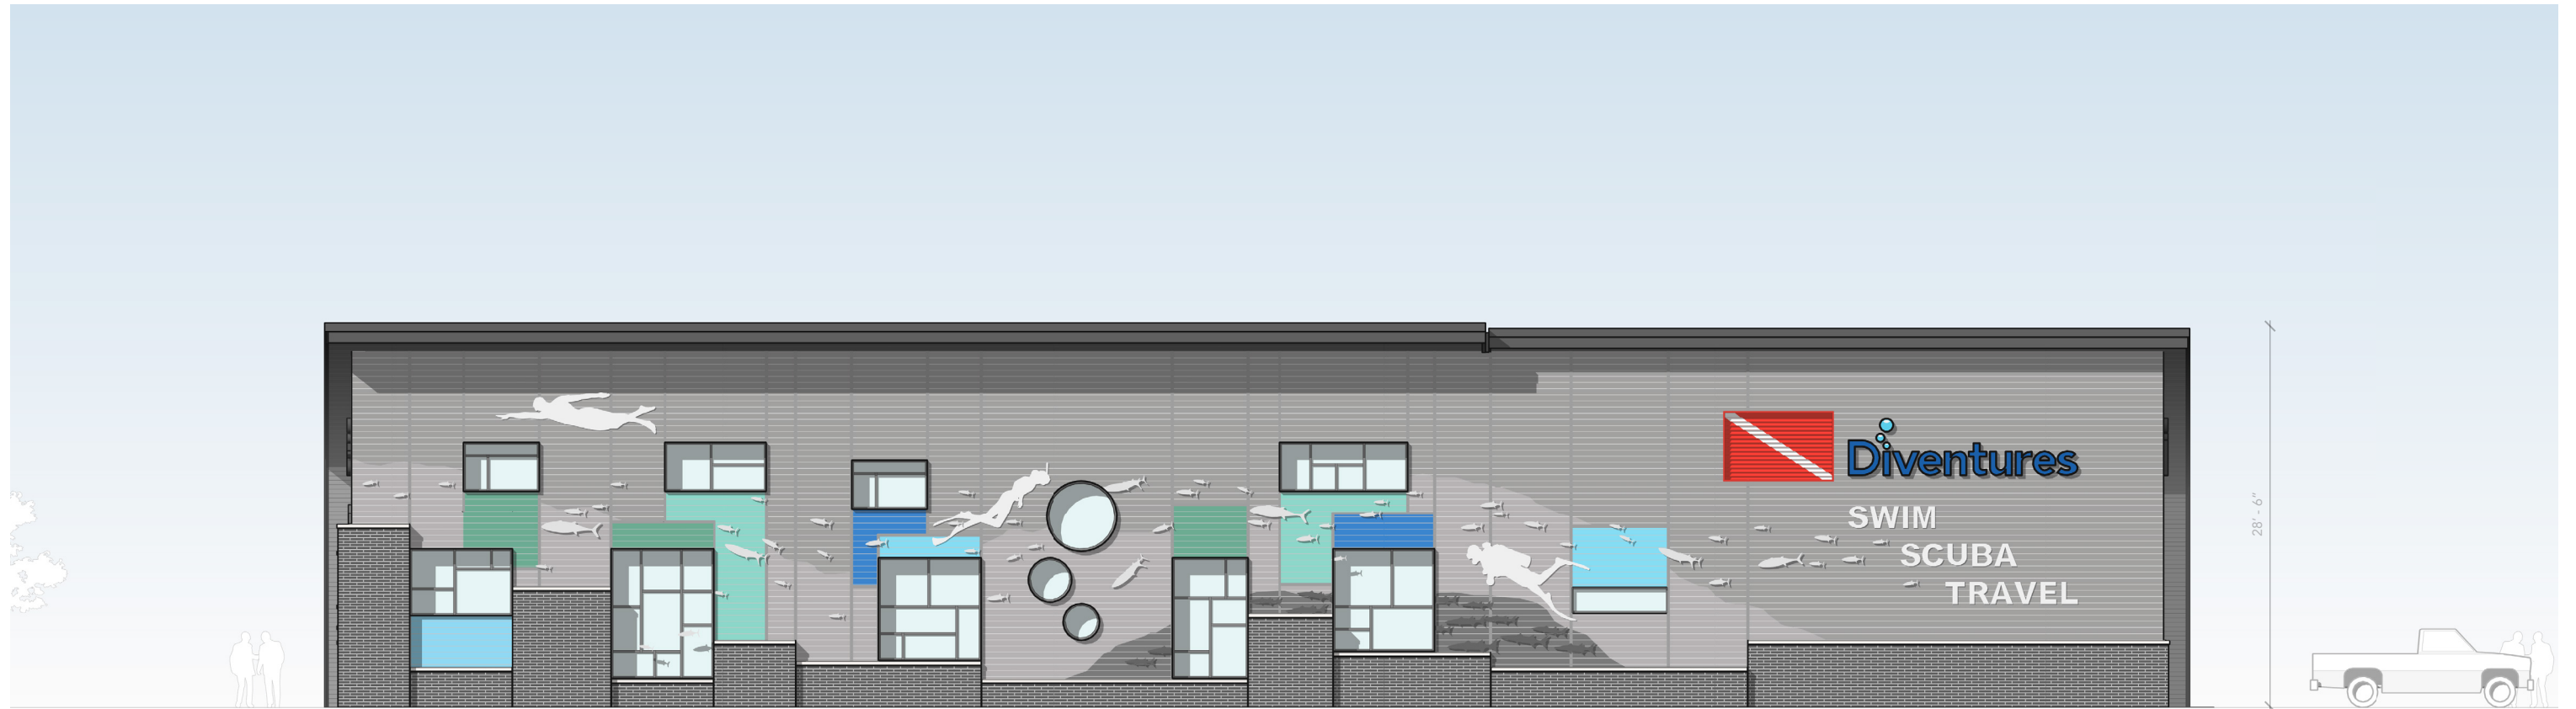 Diventures
SWIM
SCUBA
TRAVEL
28' - 6"